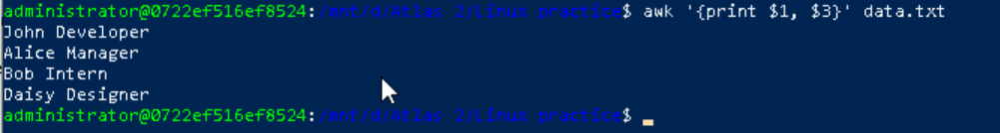 administrator@0722ef516ef8524:/mnt/d/Atlas-2/Linux-practice$ awk '{print $1, $3}' data.txt
John Developer
Alice Manager
Bob Intern
Daisy Designer
administrator@0722ef516ef8524:/mnt/d/Atlas-2/Linux-practice$